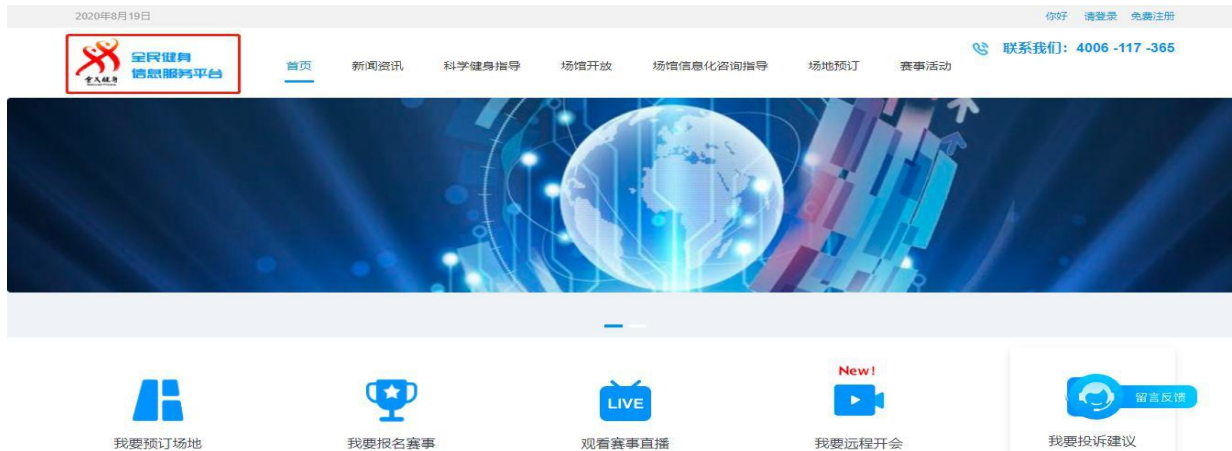 2020年8月19日
你好 请登录 免费注册
全民健身
信息服务平台
首页 新闻资讯 科学健身指导 场馆开放 场馆信息化咨询指导 场地预订 赛事活动
联系我们：4006 -117 -365
New!
LIVE
留言反馈
我要预订场地 我要报名赛事 观看赛事直播 我要远程开会 我要投诉建议